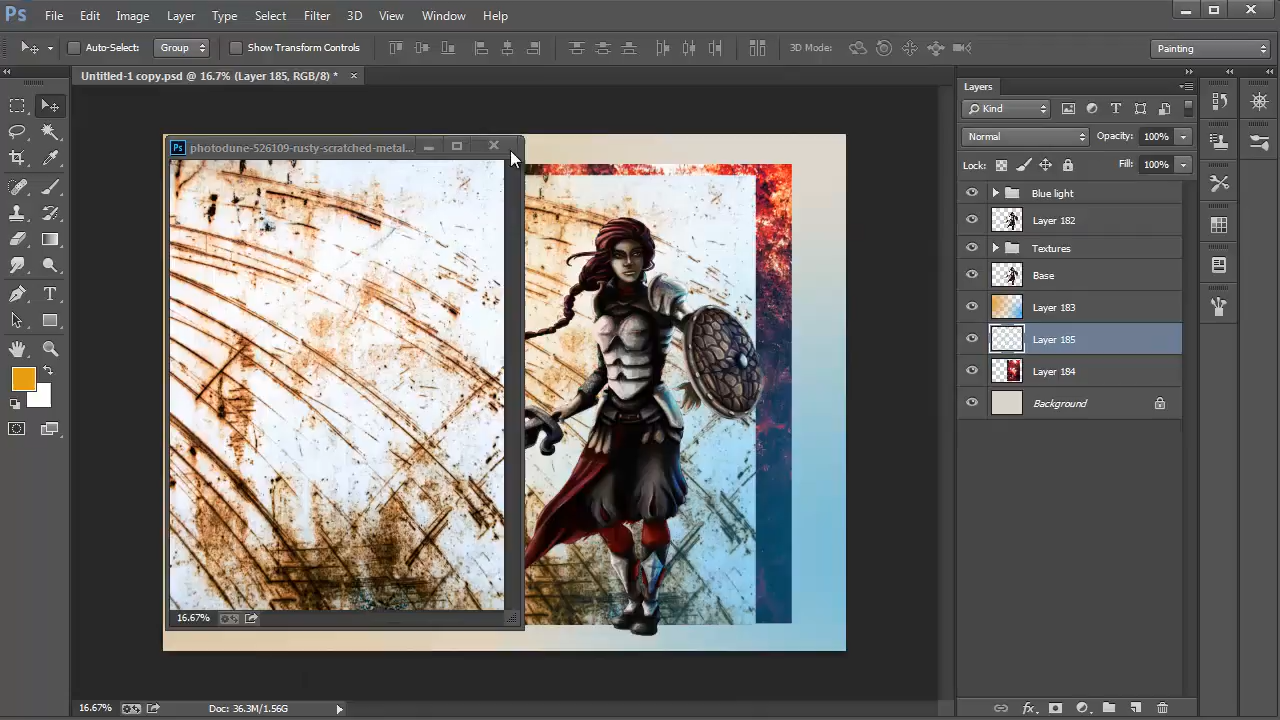 Ps File Edit Image Layer Type Select Filter 3D View Window Help
Auto-Select: Group Show Transform Controls 3D Mode: Painting
Untitled-1 copy.psd @ 16.7% (Layer 185, RGB/8) * ×
Layers
Kind
Normal Opacity: 100%
Lock: Fill: 100%
Blue light
Layer 182
Textures
Base
Layer 183
Layer 185
Layer 184
Background
Ps photodune-526109-rusty-scratched-metal...
16.67%
16.67% Doc: 36.3M/1.56G